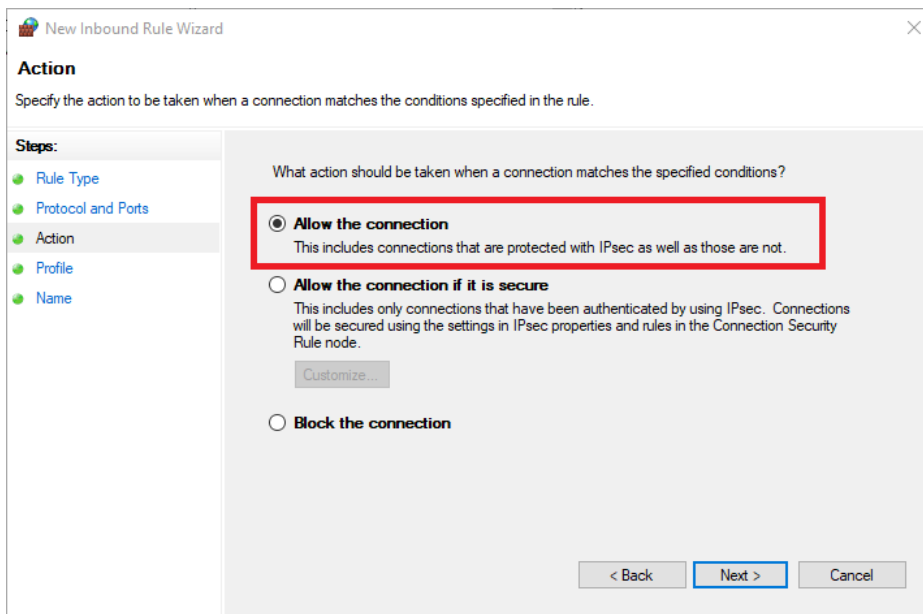 New Inbound Rule Wizard
Action
Specify the action to be taken when a connection matches the conditions specified in the rule.
Steps:
Rule Type
Protocol and Ports
Action
Profile
Name
What action should be taken when a connection matches the specified conditions?
Allow the connection
This includes connections that are protected with IPsec as well as those are not.
Allow the connection if it is secure
This includes only connections that have been authenticated by using IPsec. Connections
will be secured using the settings in IPsec properties and rules in the Connection Security
Rule node.
Customize...
Block the connection
< Back
Next >
Cancel